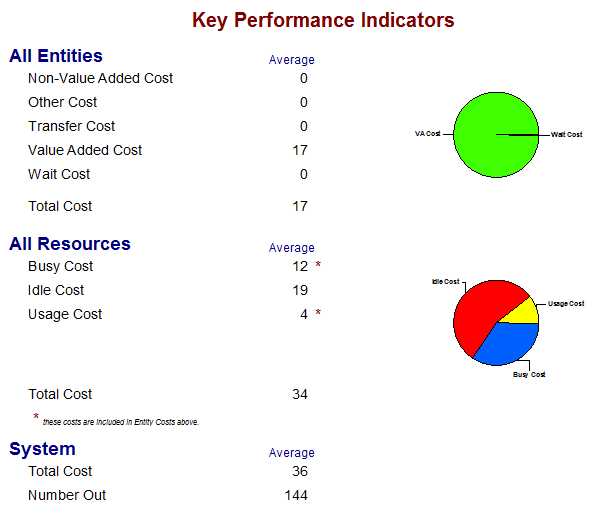 Key Performance Indicators
All Entities Average
Non-Value Added Cost 0
Other Cost 0
Transfer Cost 0
Value Added Cost 17
Wait Cost 0
Total Cost 17
VA Cost Wait Cost
All Resources Average
Busy Cost 12 *
Idle Cost 19
Usage Cost 4 *
Total Cost 34
* these costs are included in Entity Costs above.
Idle Cost
Usage Cost
Busy Cost
System Average
Total Cost 36
Number Out 144